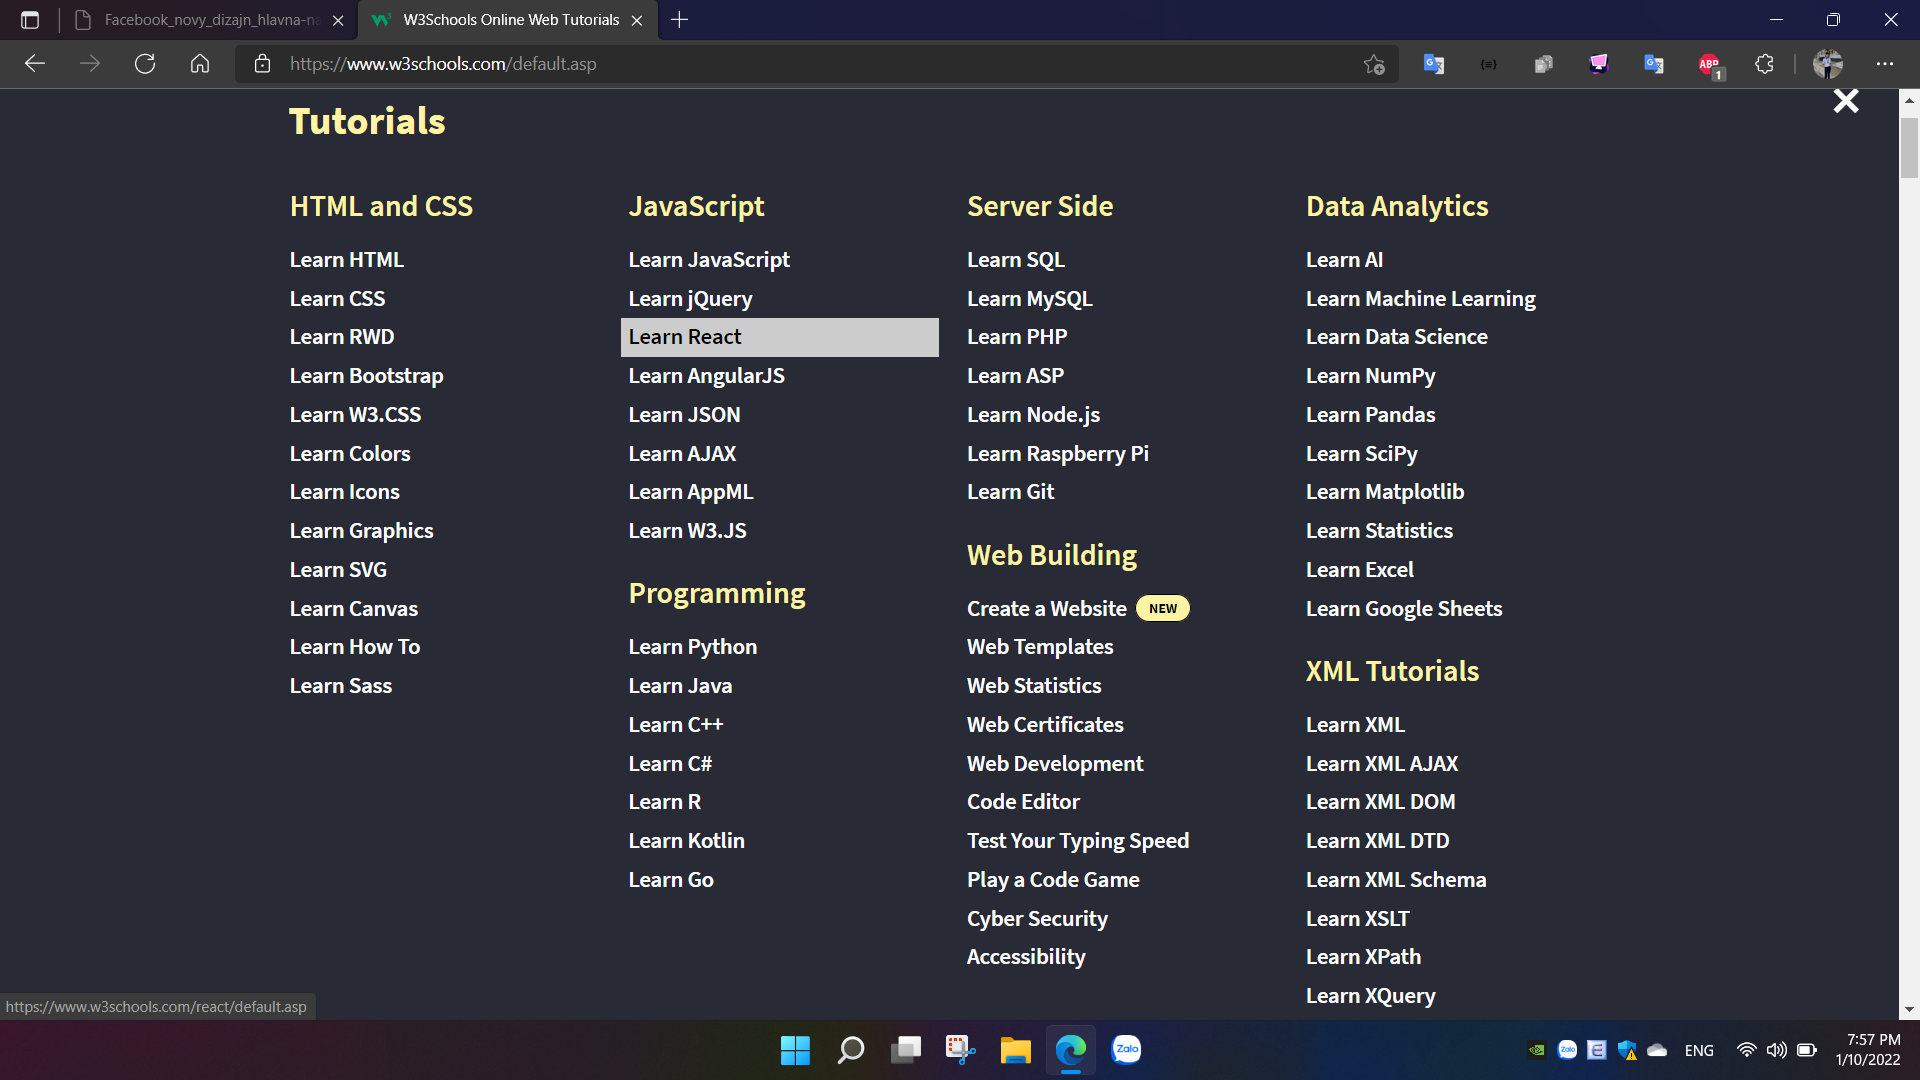 Facebook_novy_dizajn_hlavna-na
W3Schools Online Web Tutorials
https://www.w3schools.com/default.asp
ABP
1
Tutorials
HTML and CSS
Learn HTML
Learn CSS
Learn RWD
Learn Bootstrap
Learn W3.CSS
Learn Colors
Learn Icons
Learn Graphics
Learn SVG
Learn Canvas
Learn How To
Learn Sass
JavaScript
Learn JavaScript
Learn jQuery
Learn React
Learn AngularJS
Learn JSON
Learn AJAX
Learn AppML
Learn W3.JS
Programming
Learn Python
Learn Java
Learn C++
Learn C#
Learn R
Learn Kotlin
Learn Go
Server Side
Learn SQL
Learn MySQL
Learn PHP
Learn ASP
Learn Node.js
Learn Raspberry Pi
Learn Git
Web Building
Create a Website NEW
Web Templates
Web Statistics
Web Certificates
Web Development
Code Editor
Test Your Typing Speed
Play a Code Game
Cyber Security
Accessibility
Data Analytics
Learn AI
Learn Machine Learning
Learn Data Science
Learn NumPy
Learn Pandas
Learn SciPy
Learn Matplotlib
Learn Statistics
Learn Excel
Learn Google Sheets
XML Tutorials
Learn XML
Learn XML AJAX
Learn XML DOM
Learn XML DTD
Learn XML Schema
Learn XSLT
Learn XPath
Learn XQuery
https://www.w3schools.com/react/default.asp
Zalo
Zalo
E
ENG
7:57 PM
1/10/2022